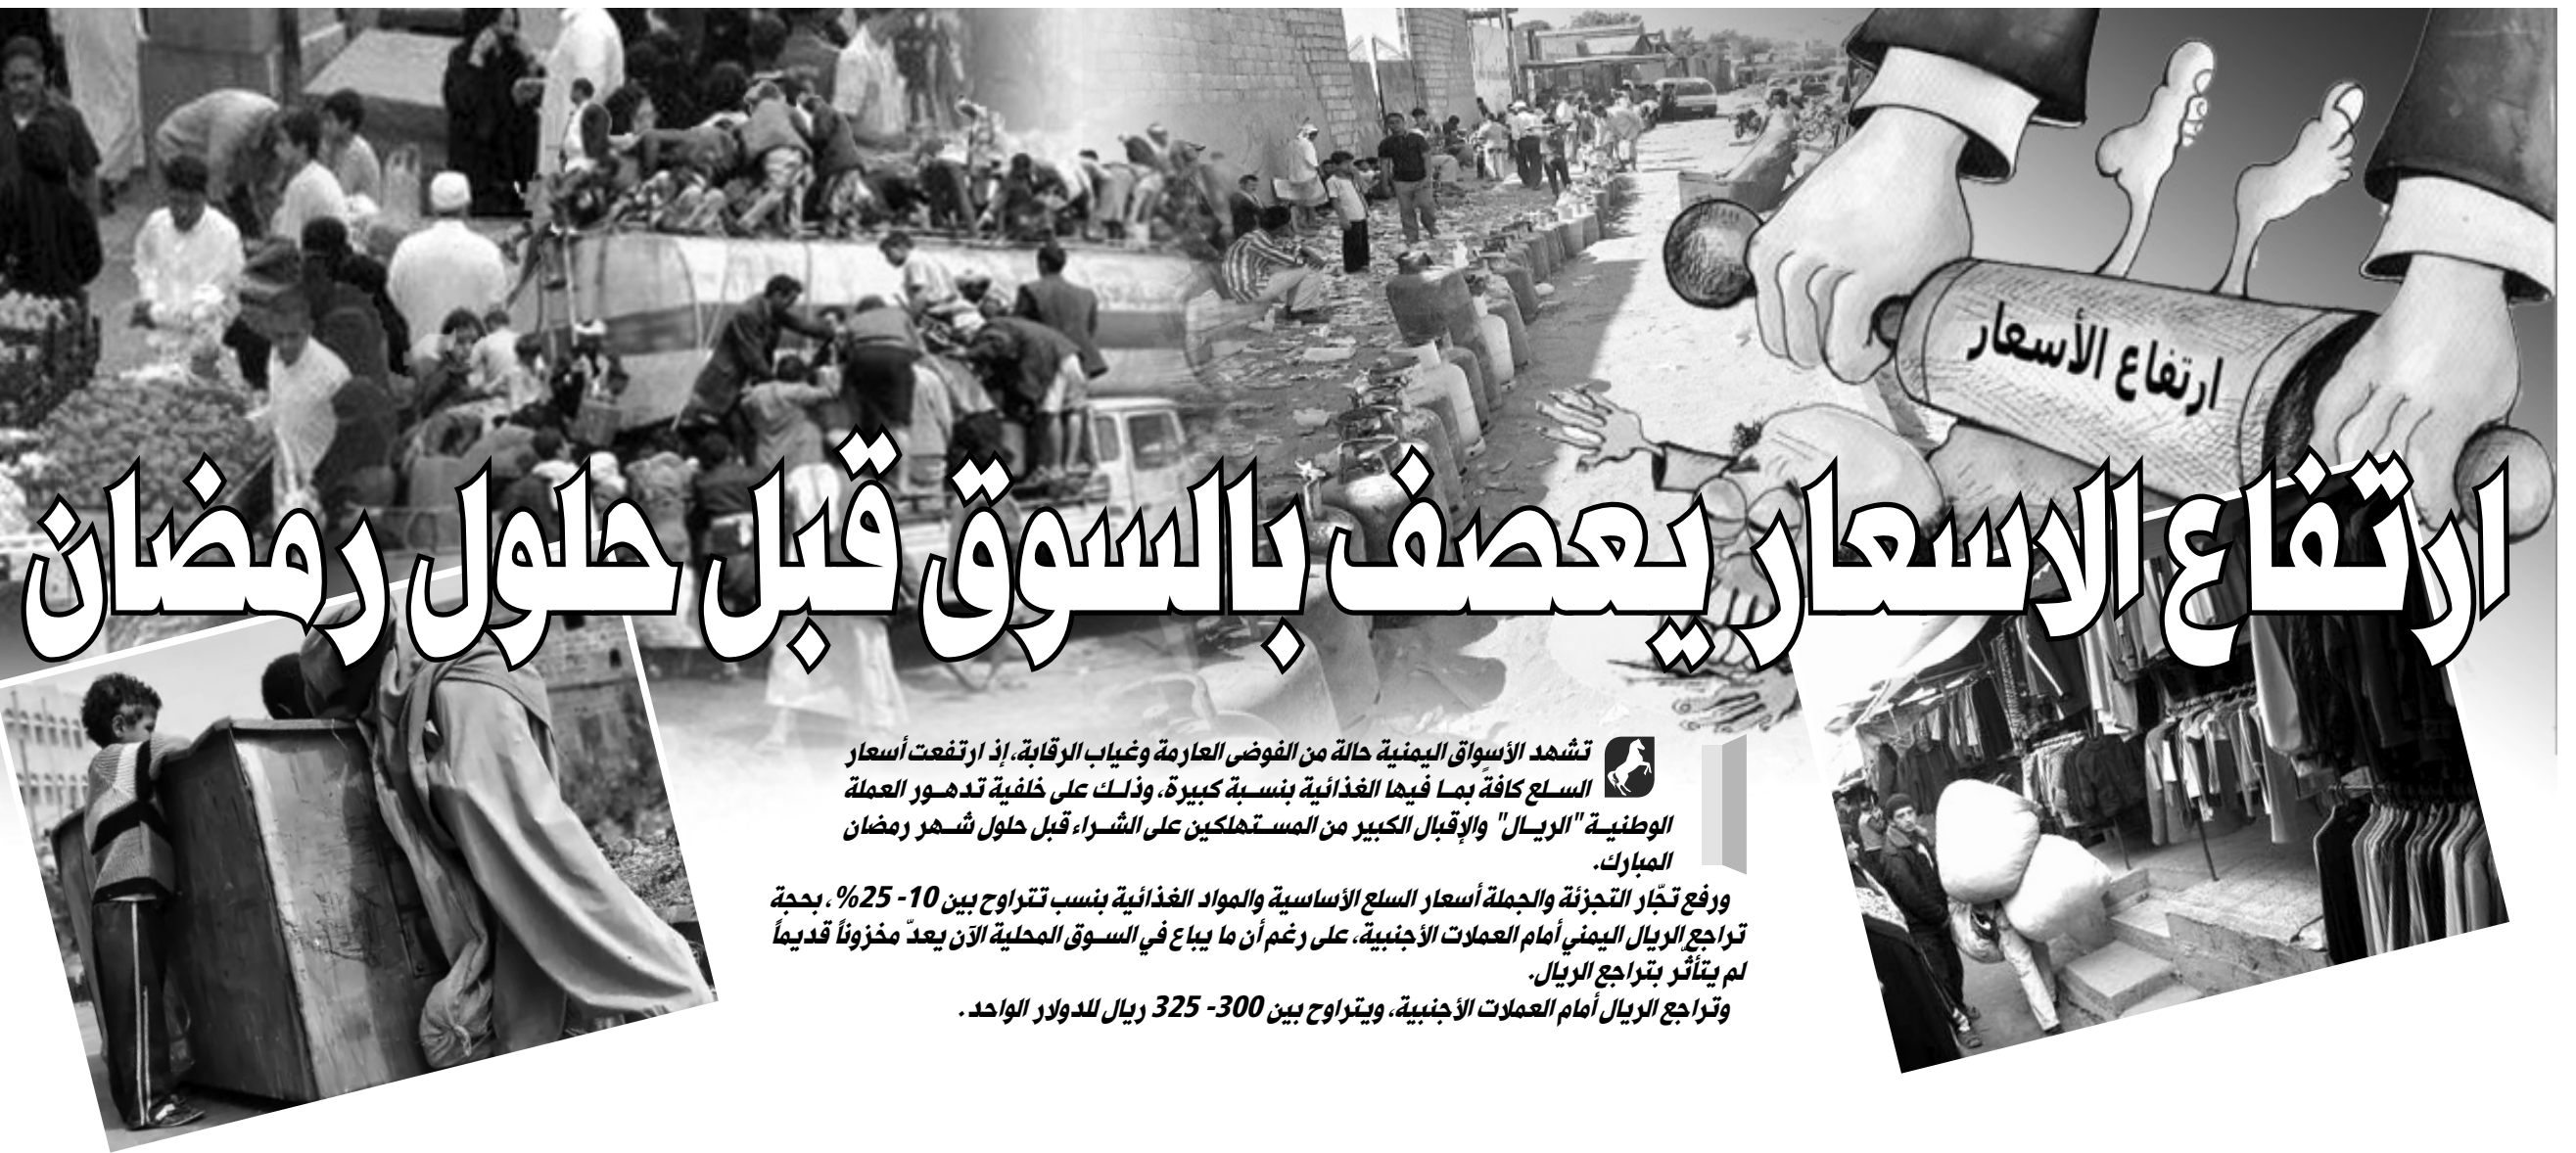 ارتفاع الأسعار
ارتفاع الاسعار يعصف بالسوق قبل حلول رمضان
تشهد الأسواق اليمنية حالة من الفوضى العارمة وغياب الرقابة، إذ ارتفعت أسعار
السلع كافة بما فيها الغذائية بنسبة كبيرة، وذلك على خلفية تدهور العملة
الوطنية "الريال" والإقبال الكبير من المستهلكين على الشراء قبل حلول شهر رمضان
المبارك.
ورفع تجّار التجزئة والجملة أسعار السلع الأساسية والمواد الغذائية بنسب تتراوح بين 10- 25%، بحجة
تراجع الريال اليمني أمام العملات الأجنبية، على رغم أن ما يباع في السوق المحلية الآن يعدّ مخزوناً قديماً
لم يتأثّر بتراجع الريال.
وتراجع الريال أمام العملات الأجنبية، ويتراوح بين 300- 325 ريال للدولار الواحد.